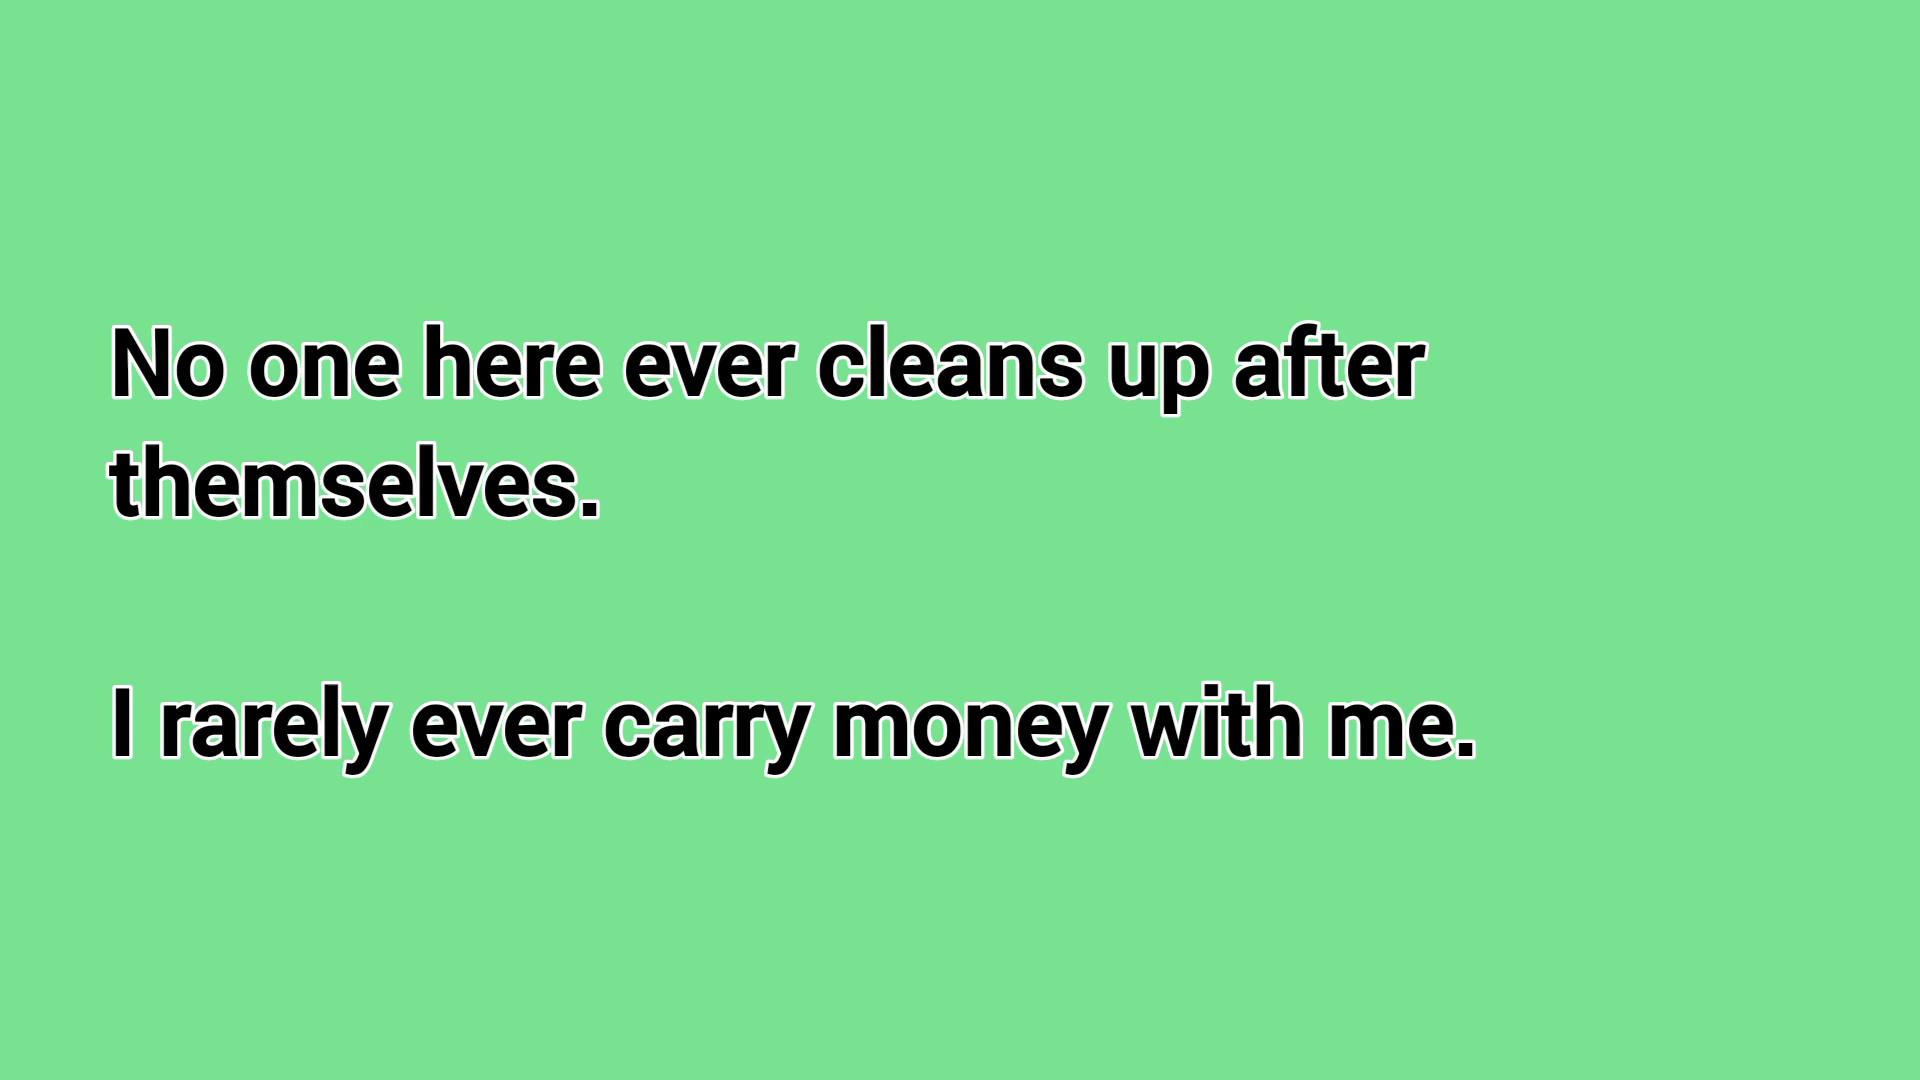 No one here ever cleans up after
themselves.
I rarely ever carry money with me.